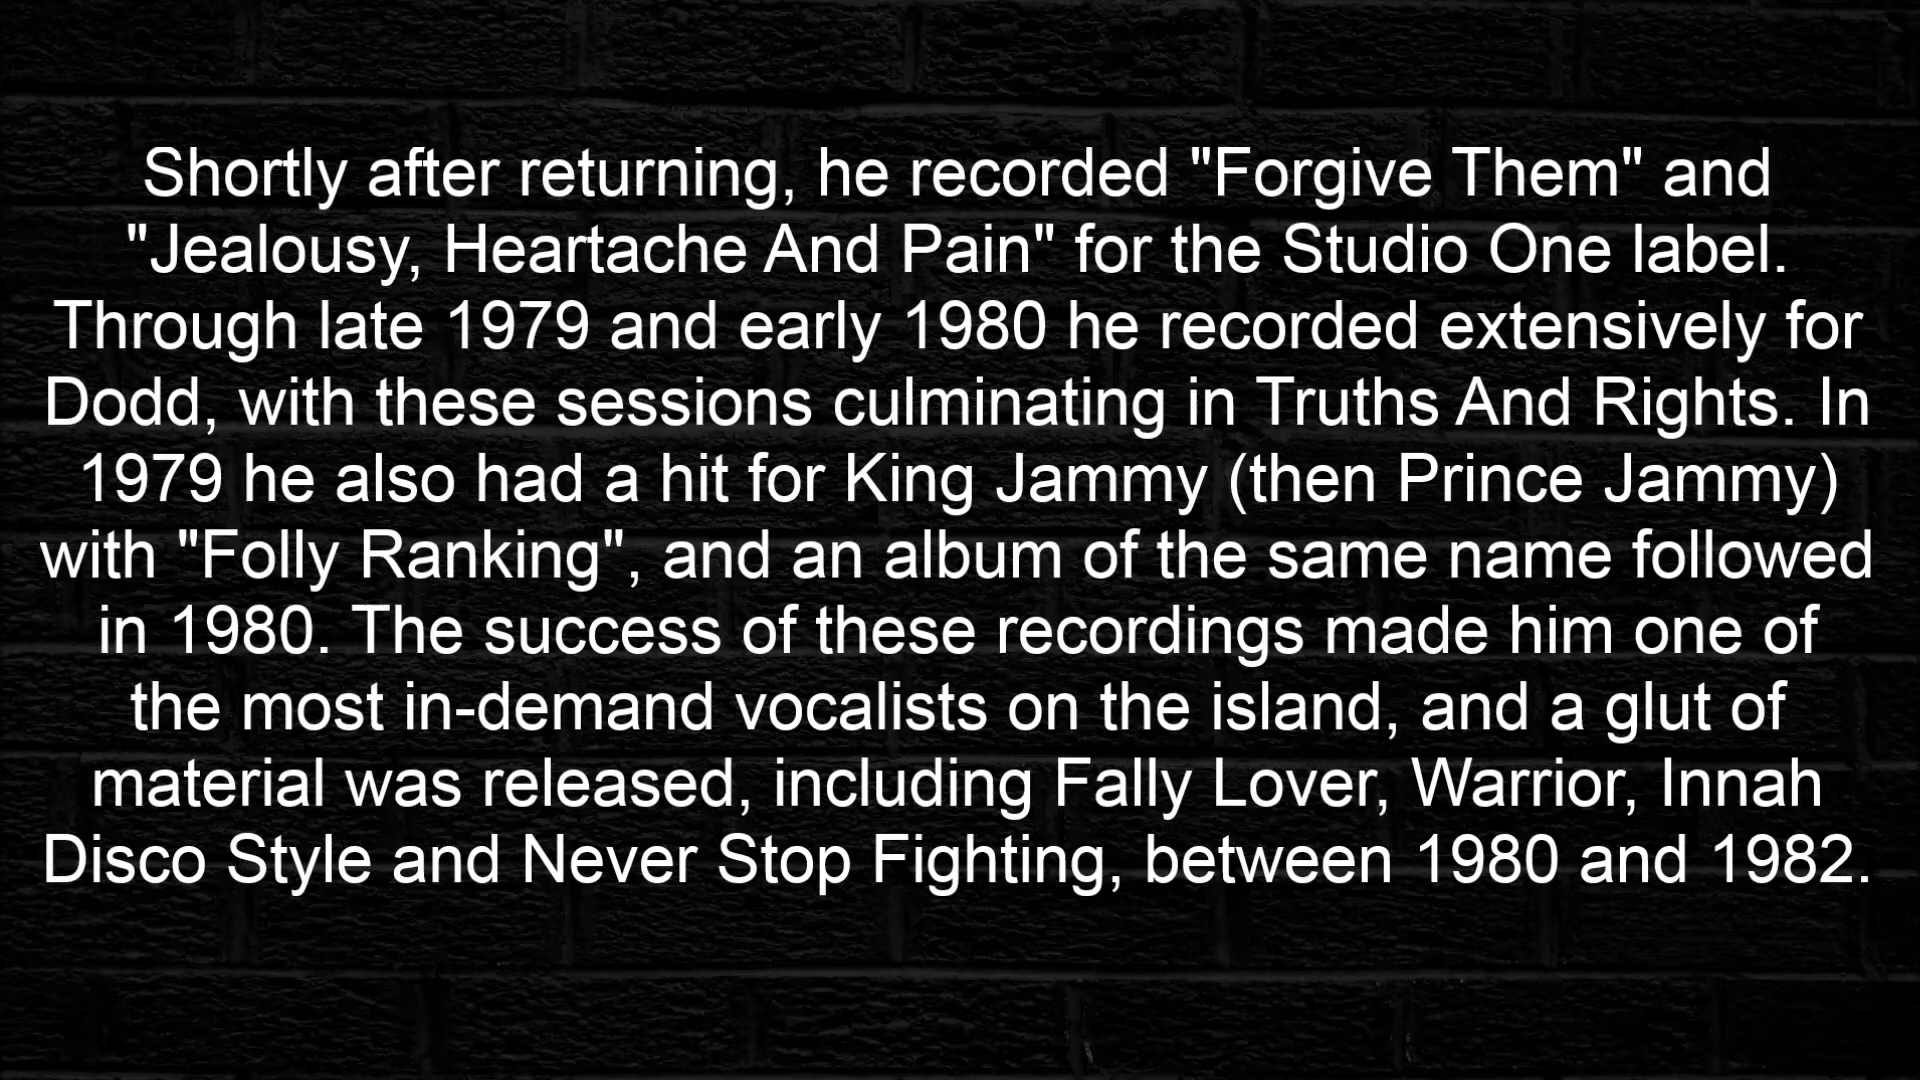 Shortly after returning, he recorded "Forgive Them" and
"Jealousy, Heartache And Pain" for the Studio One label.
Through late 1979 and early 1980 he recorded extensively for
Dodd, with these sessions culminating in Truths And Rights. In
1979 he also had a hit for King Jammy (then Prince Jammy)
with "Folly Ranking", and an album of the same name followed
in 1980. The success of these recordings made him one of
the most in-demand vocalists on the island, and a glut of
material was released, including Fally Lover, Warrior, Innah
Disco Style and Never Stop Fighting, between 1980 and 1982.